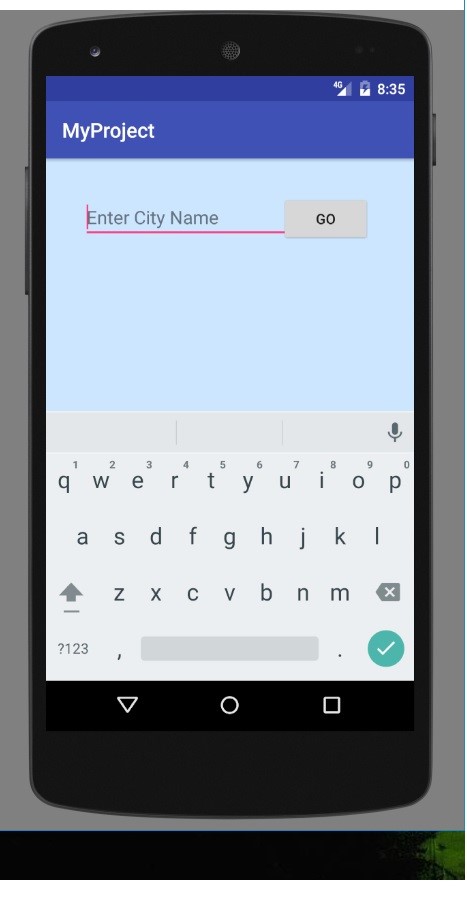 4G 8:35
MyProject
Enter City Name GO
1 2 3 4 5 6 7 8 9 0
q w e r t y u i o p
a s d f g h j k l
z x c v b n m
?123 , .